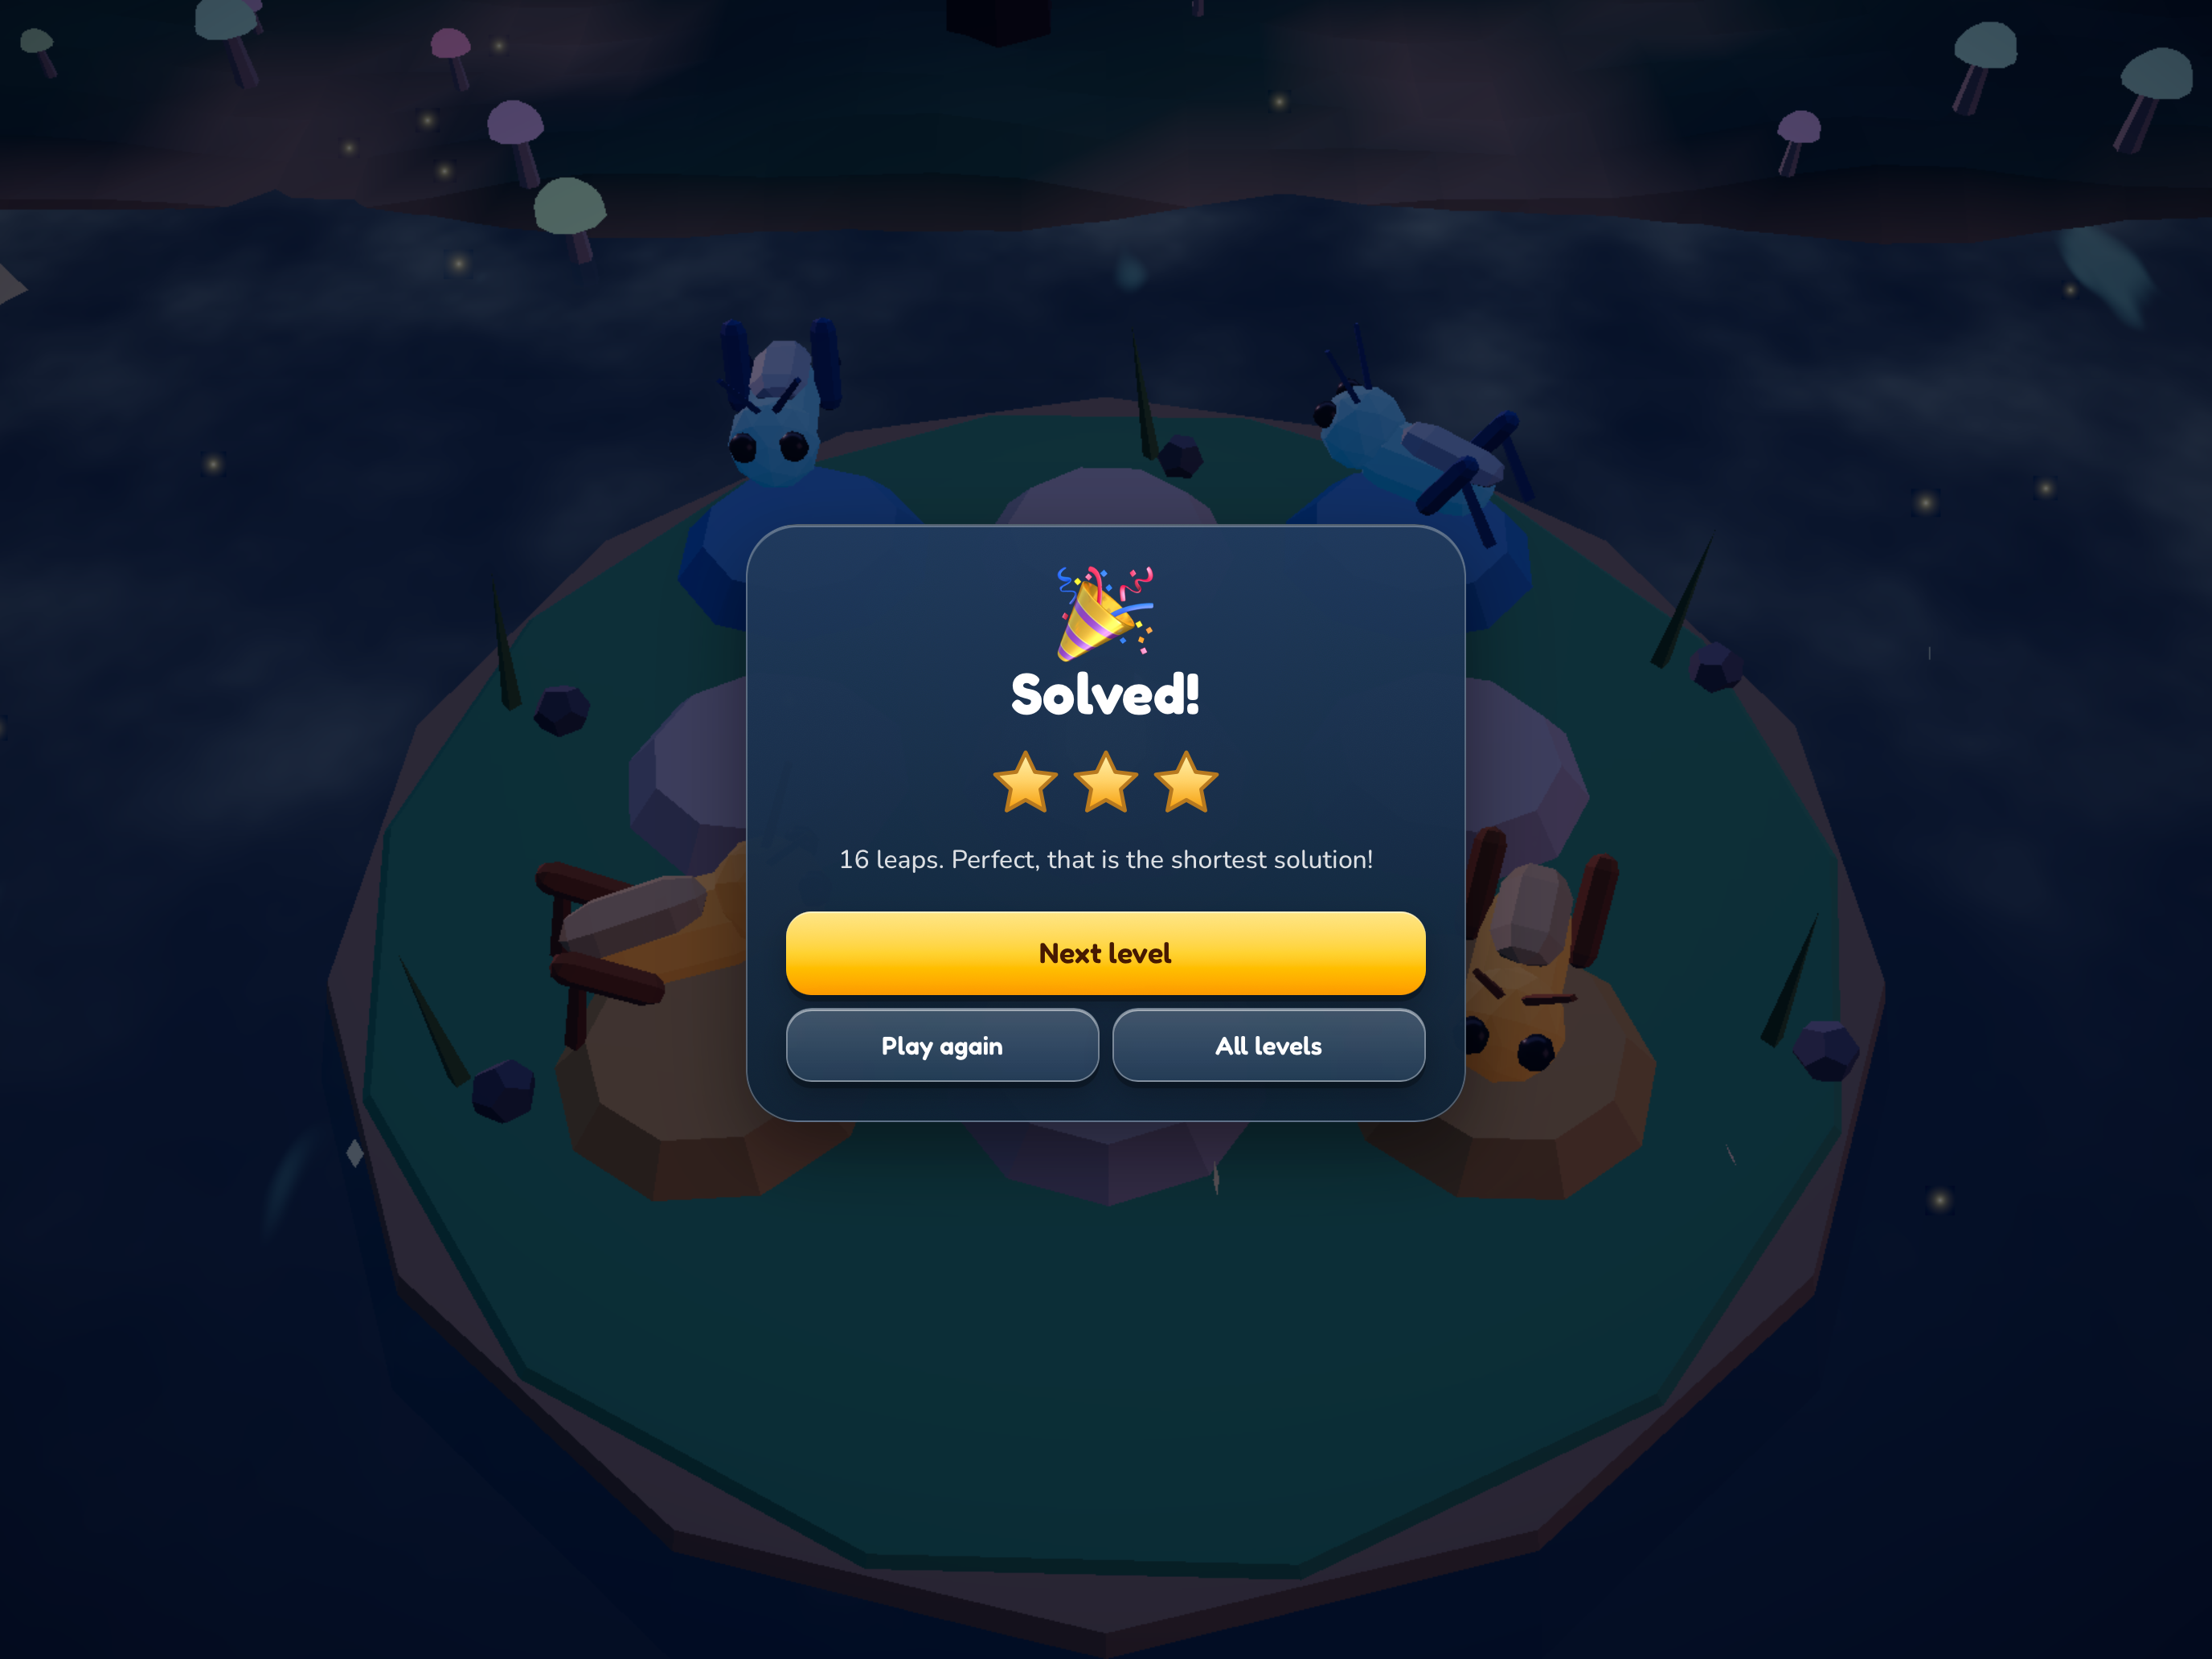 Solved!
16 leaps. Perfect, that is the shortest solution!
Next level
Play again
All levels